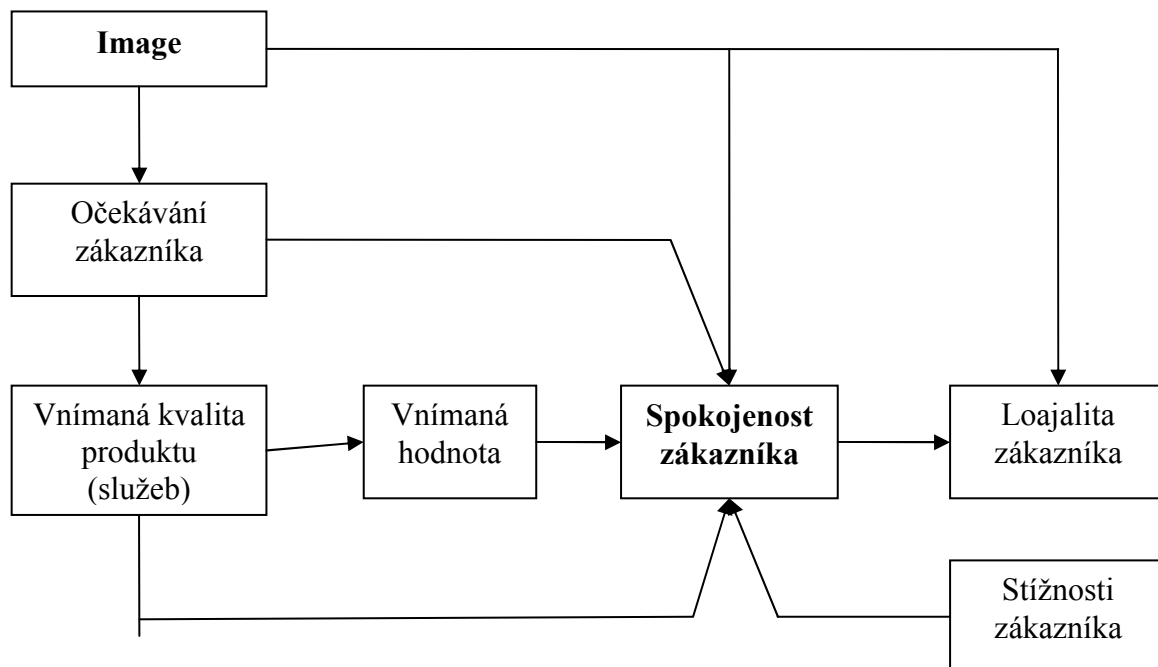 Image
Očekávání
zákazníka
Vnímaná kvalita
produktu
(služeb)
Vnímaná
hodnota
Spokojenost
zákazníka
Loajalita
zákazníka
Stížnosti
zákazníka